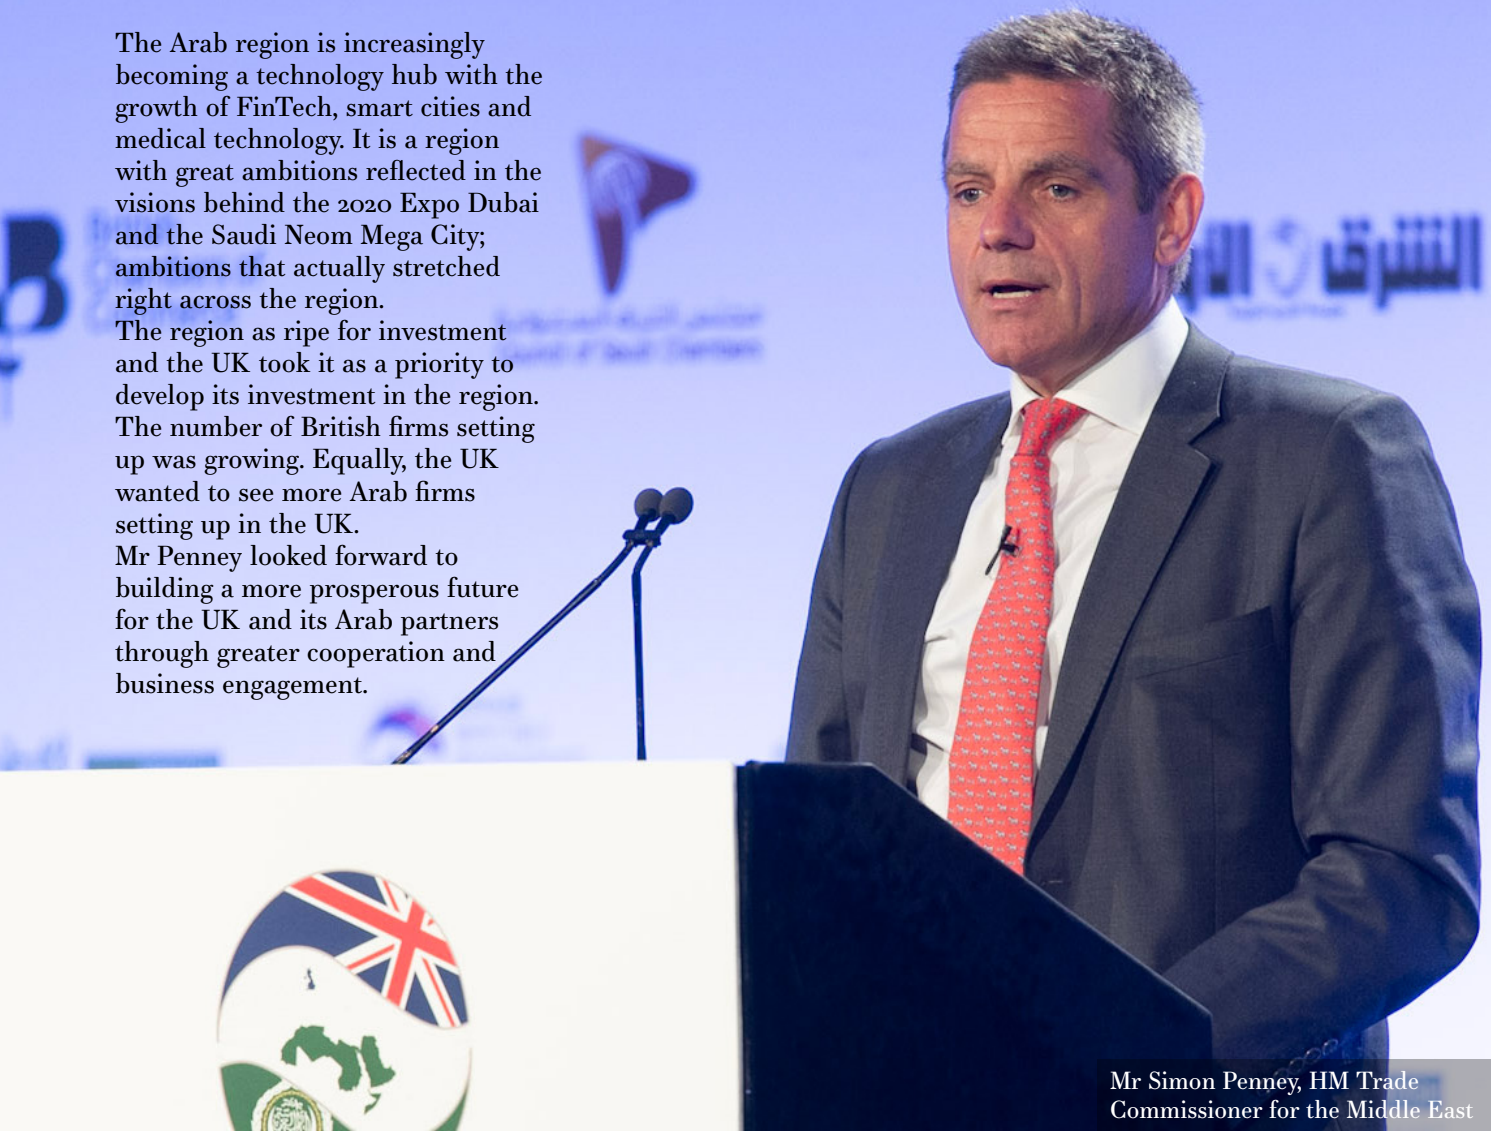 The Arab region is increasingly
becoming a technology hub with the
growth of FinTech, smart cities and
medical technology. It is a region
with great ambitions reflected in the
visions behind the 2020 Expo Dubai
and the Saudi Neom Mega City;
ambitions that actually stretched
right across the region.
The region as ripe for investment
and the UK took it as a priority to
develop its investment in the region.
The number of British firms setting
up was growing. Equally, the UK
wanted to see more Arab firms
setting up in the UK.
Mr Penney looked forward to
building a more prosperous future
for the UK and its Arab partners
through greater cooperation and
business engagement.
B
Council of Saudi Chambers
الشرق
Mr Simon Penney, HM Trade
Commissioner for the Middle East